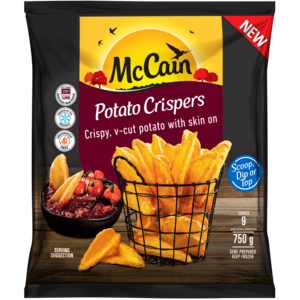 NEW
McCain
Potato Crispers
Crispy, v-cut potato with skin on
Scoop,
Dip or
Top
SERVES
9
750 g
SEMI-PREPARED
KEEP FROZEN
SERVING
SUGGESTION